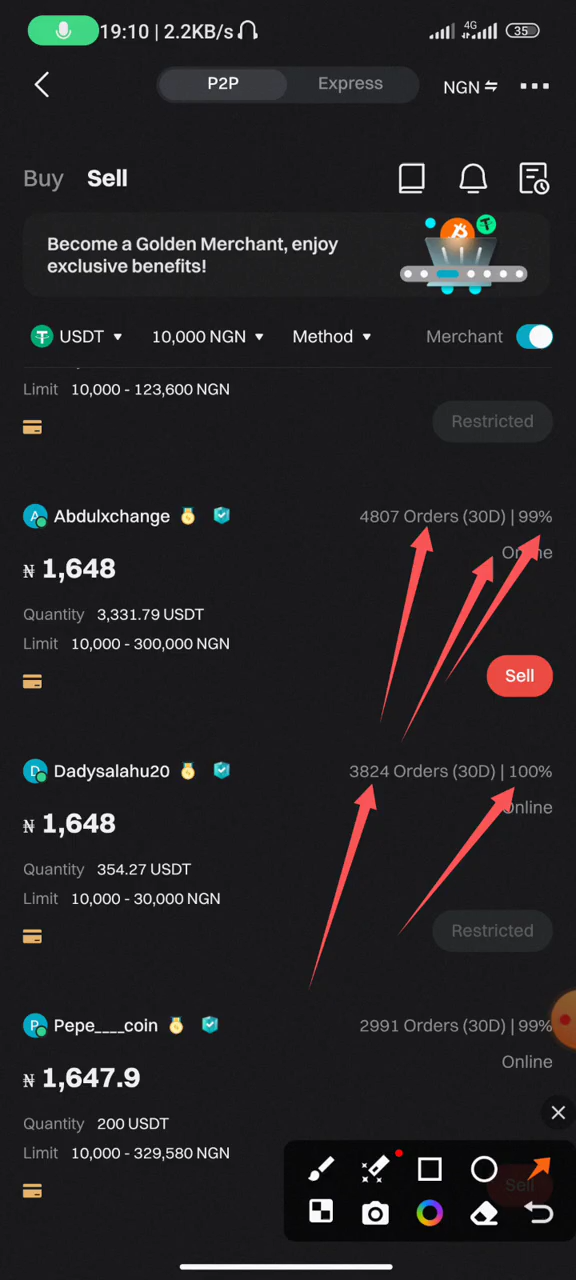 19:10 | 2.2KB/s
4G
35
P2P
Express
NGN
Buy
Sell
Become a Golden Merchant, enjoy
exclusive benefits!
USDT
10,000 NGN
Method
Merchant
Limit 10,000 - 123,600 NGN
Restricted
A
Abdulxchange
4807 Orders (30D) | 99%
Online
₦ 1,648
Quantity 3,331.79 USDT
Limit 10,000 - 300,000 NGN
Sell
D
Dadysalahu20
3824 Orders (30D) | 100%
Online
₦ 1,648
Quantity 354.27 USDT
Limit 10,000 - 30,000 NGN
Restricted
P
Pepe____coin
2991 Orders (30D) | 99%
Online
₦ 1,647.9
Quantity 200 USDT
Limit 10,000 - 329,580 NGN
Sell